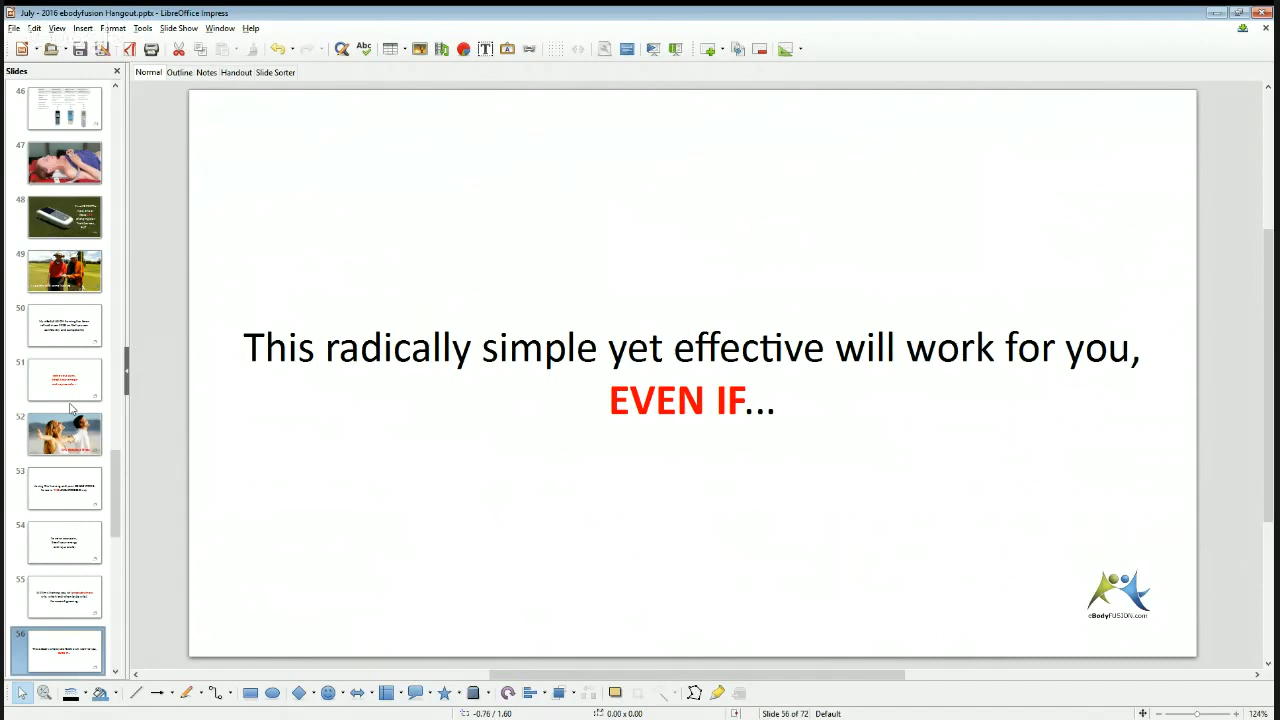 July - 2016 ebodyfusion Hangout.pptx - LibreOffice Impress
File Edit View Insert Format Tools Slide Show Window Help
Slides
Normal Outline Notes Handout Slide Sorter
46
47
48
49
50
51
52
53
54
55
56
This radically simple yet effective will work for you,
EVEN IF...
eBodyFUSION.com
-0.76 / 1.60
0.00 x 0.00
Slide 56 of 72
Default
124%